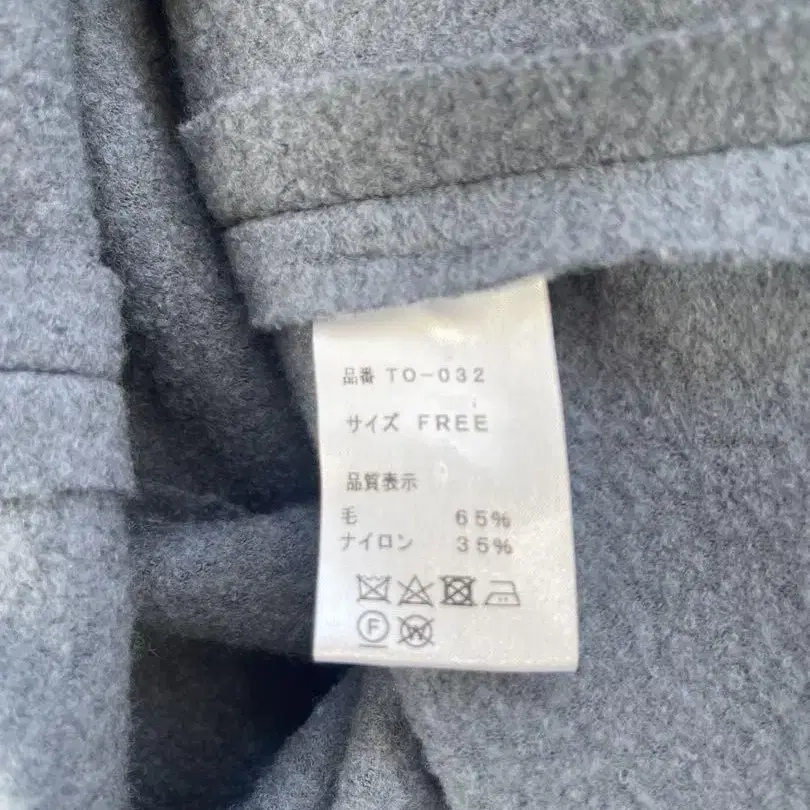 品番 TO-032
サイズ FREE
品質表示
毛 65%
ナイロン 35%
F W